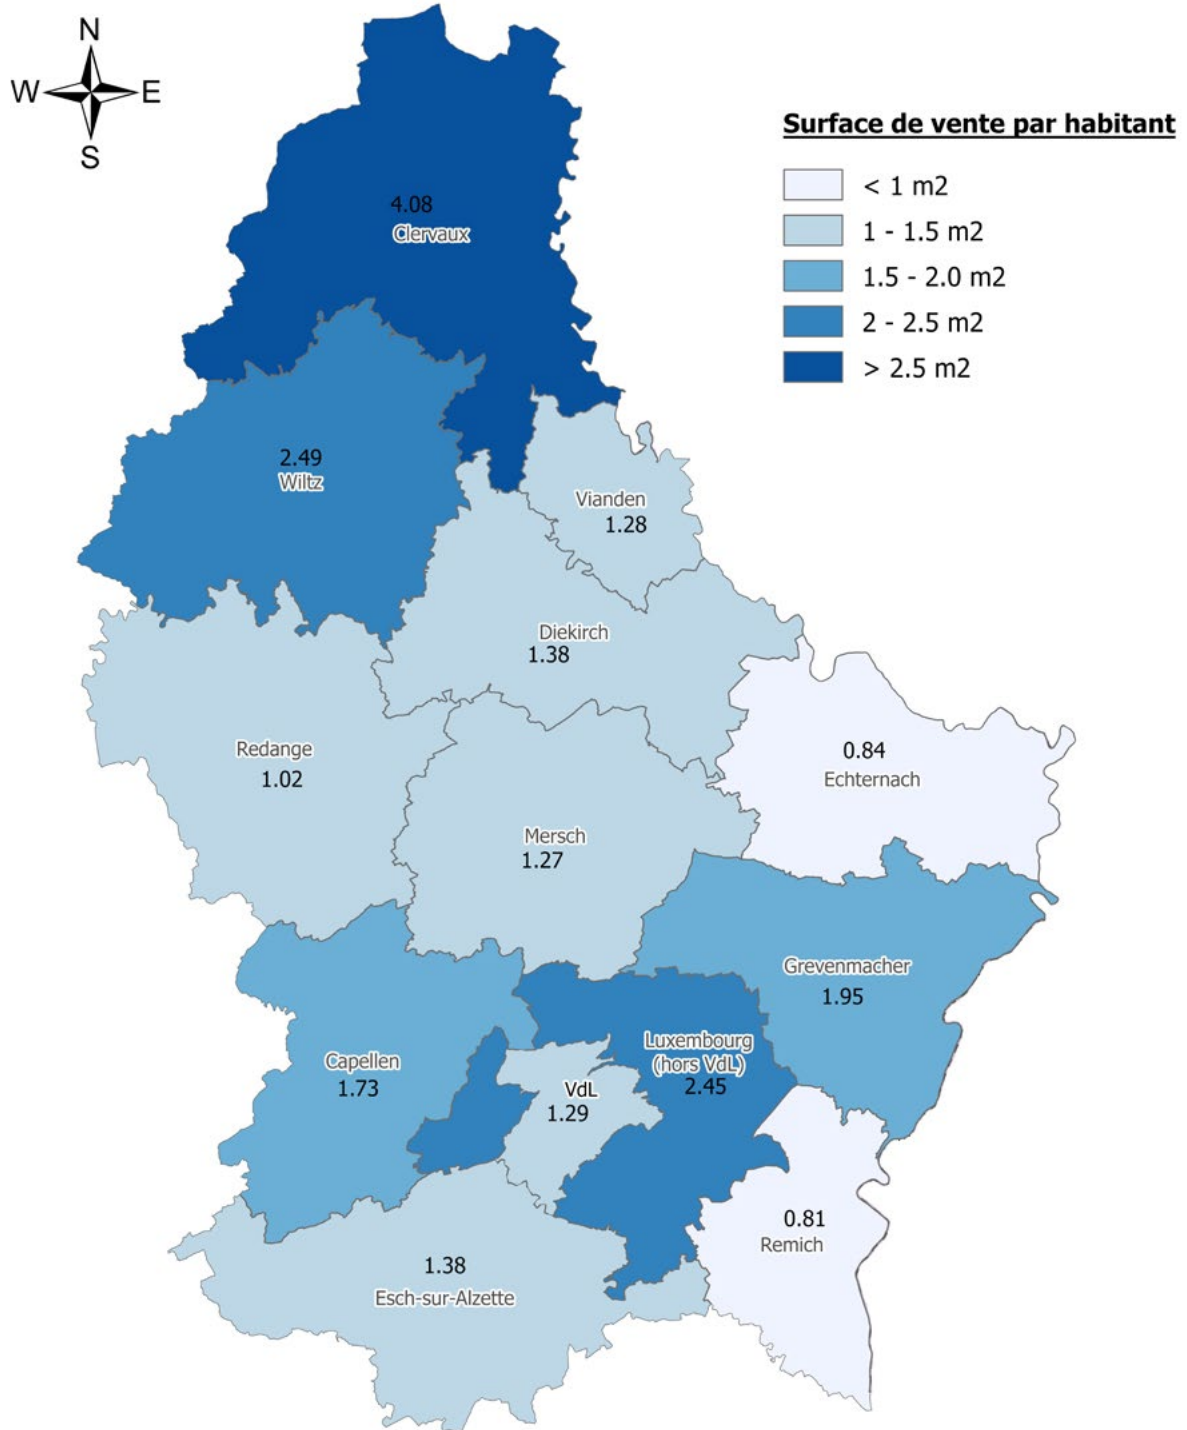 N
W E
S
Surface de vente par habitant
< 1 m2
1 - 1.5 m2
1.5 - 2.0 m2
2 - 2.5 m2
> 2.5 m2
4.08
Clervaux
2.49
Wiltz
Vianden
1.28
Diekirch
1.38
Redange
1.02
0.84
Echternach
Mersch
1.27
Grevenmacher
1.95
Capellen
1.73
Luxembourg
(hors VdL)
2.45
VdL
1.29
0.81
Remich
1.38
Esch-sur-Alzette